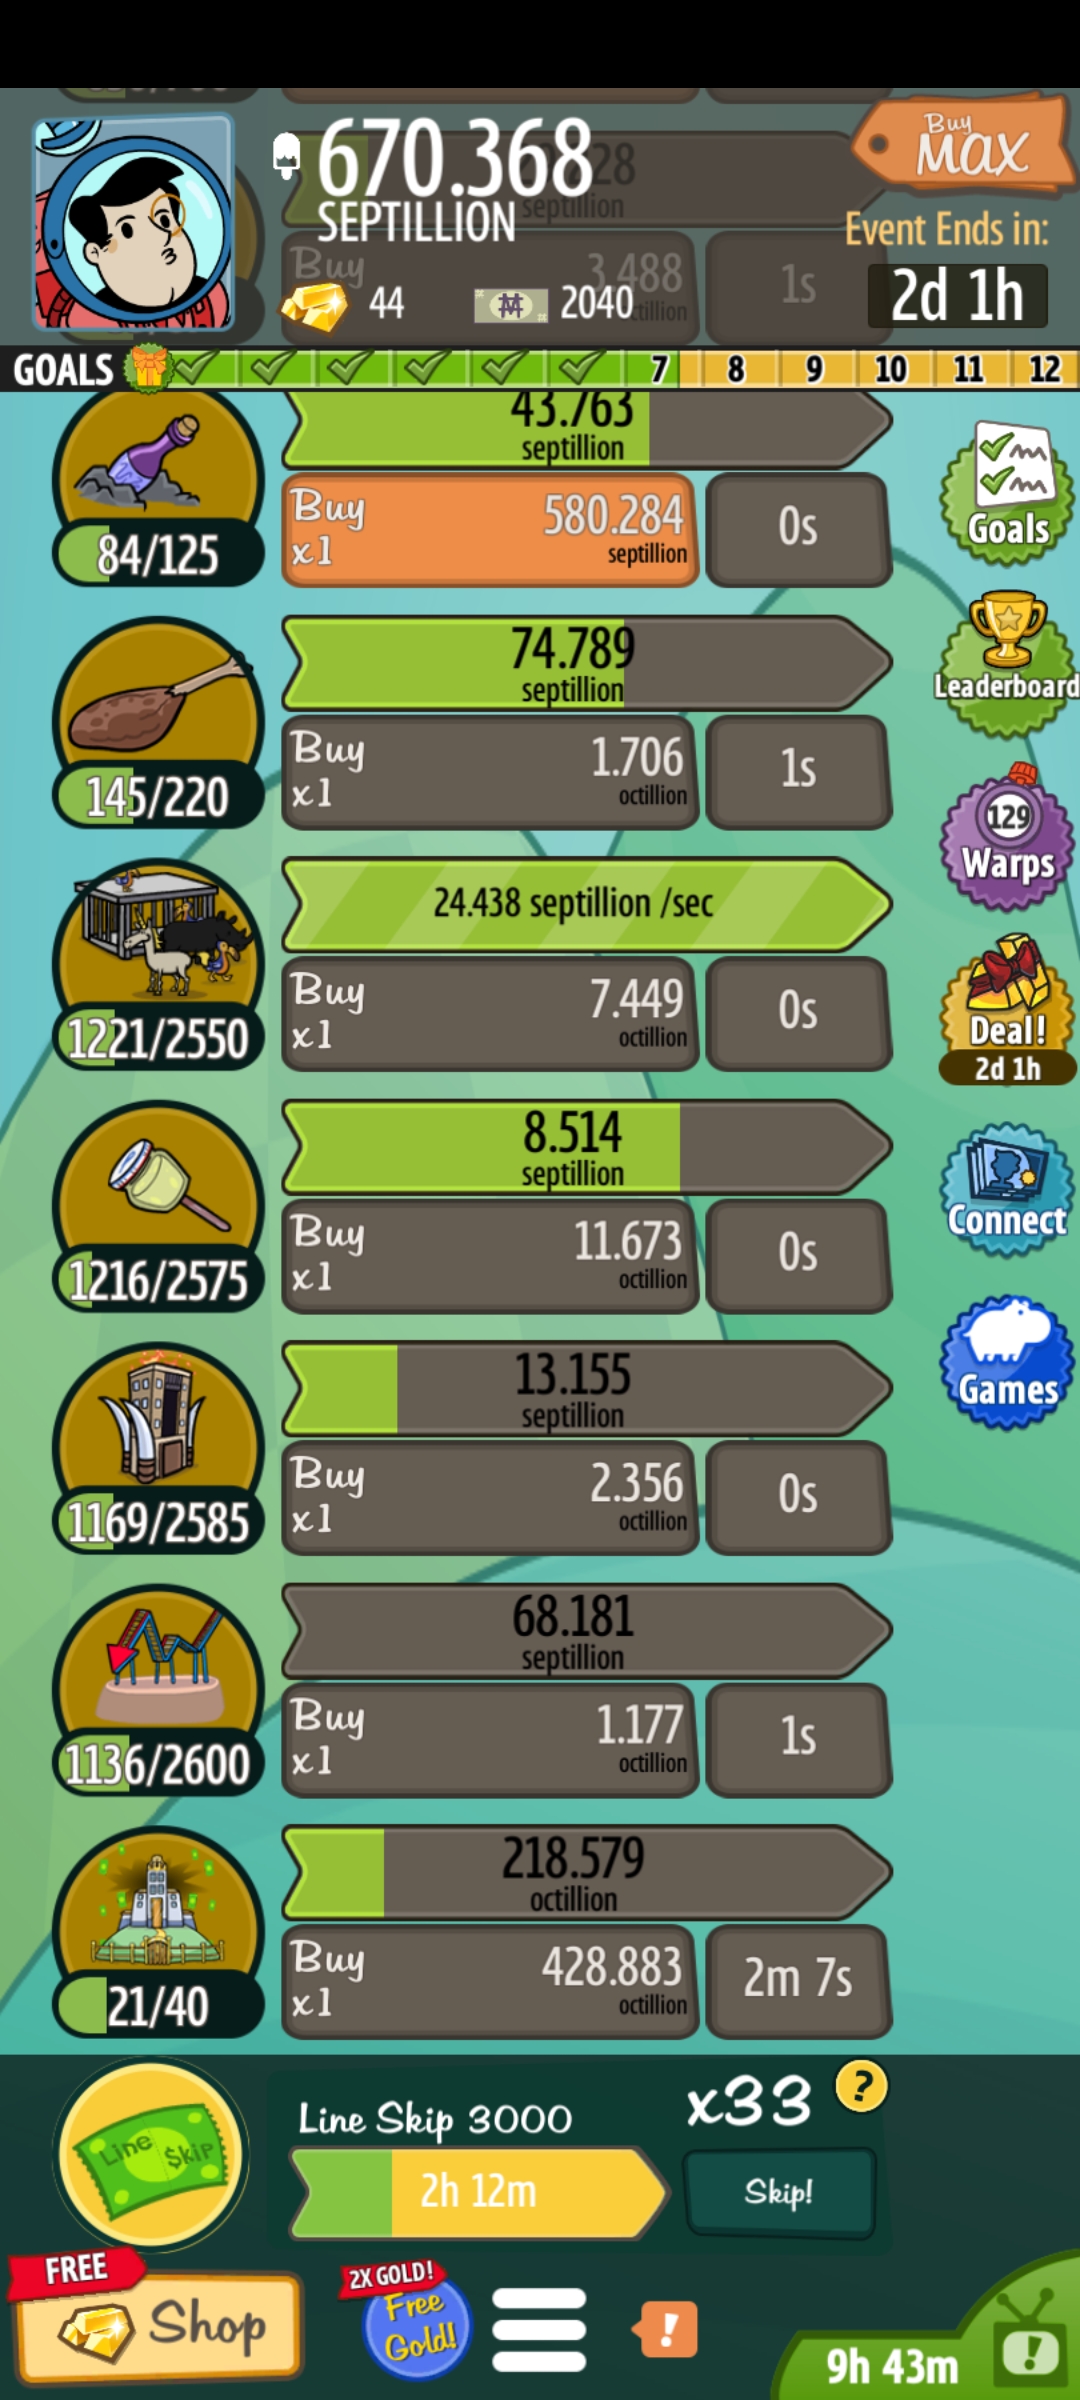 670.368
SEPTILLION
Buy
MAX
Event Ends in:
2d 1h
septillion
Buy
3.488
1s
44
2040
GOALS
7
8
9
10
11
12
43.763
septillion
Buy
x1
580.284
septillion
0s
84/125
Goals
74.789
septillion
Buy
x1
1.706
octillion
1s
145/220
Leaderboard
129
Warps
24.438 septillion /sec
Buy
x1
7.449
octillion
0s
1221/2550
Deal!
2d 1h
8.514
septillion
Buy
x1
11.673
octillion
0s
1216/2575
Connect
13.155
septillion
Buy
x1
2.356
octillion
0s
1169/2585
Games
68.181
septillion
Buy
x1
1.177
octillion
1s
1136/2600
218.579
octillion
Buy
x1
428.883
octillion
2m 7s
21/40
Line $kip
Line Skip 3000
x33
?
2h 12m
Skip!
FREE
Shop
2X GOLD!
Free
Gold!
!
9h 43m
!